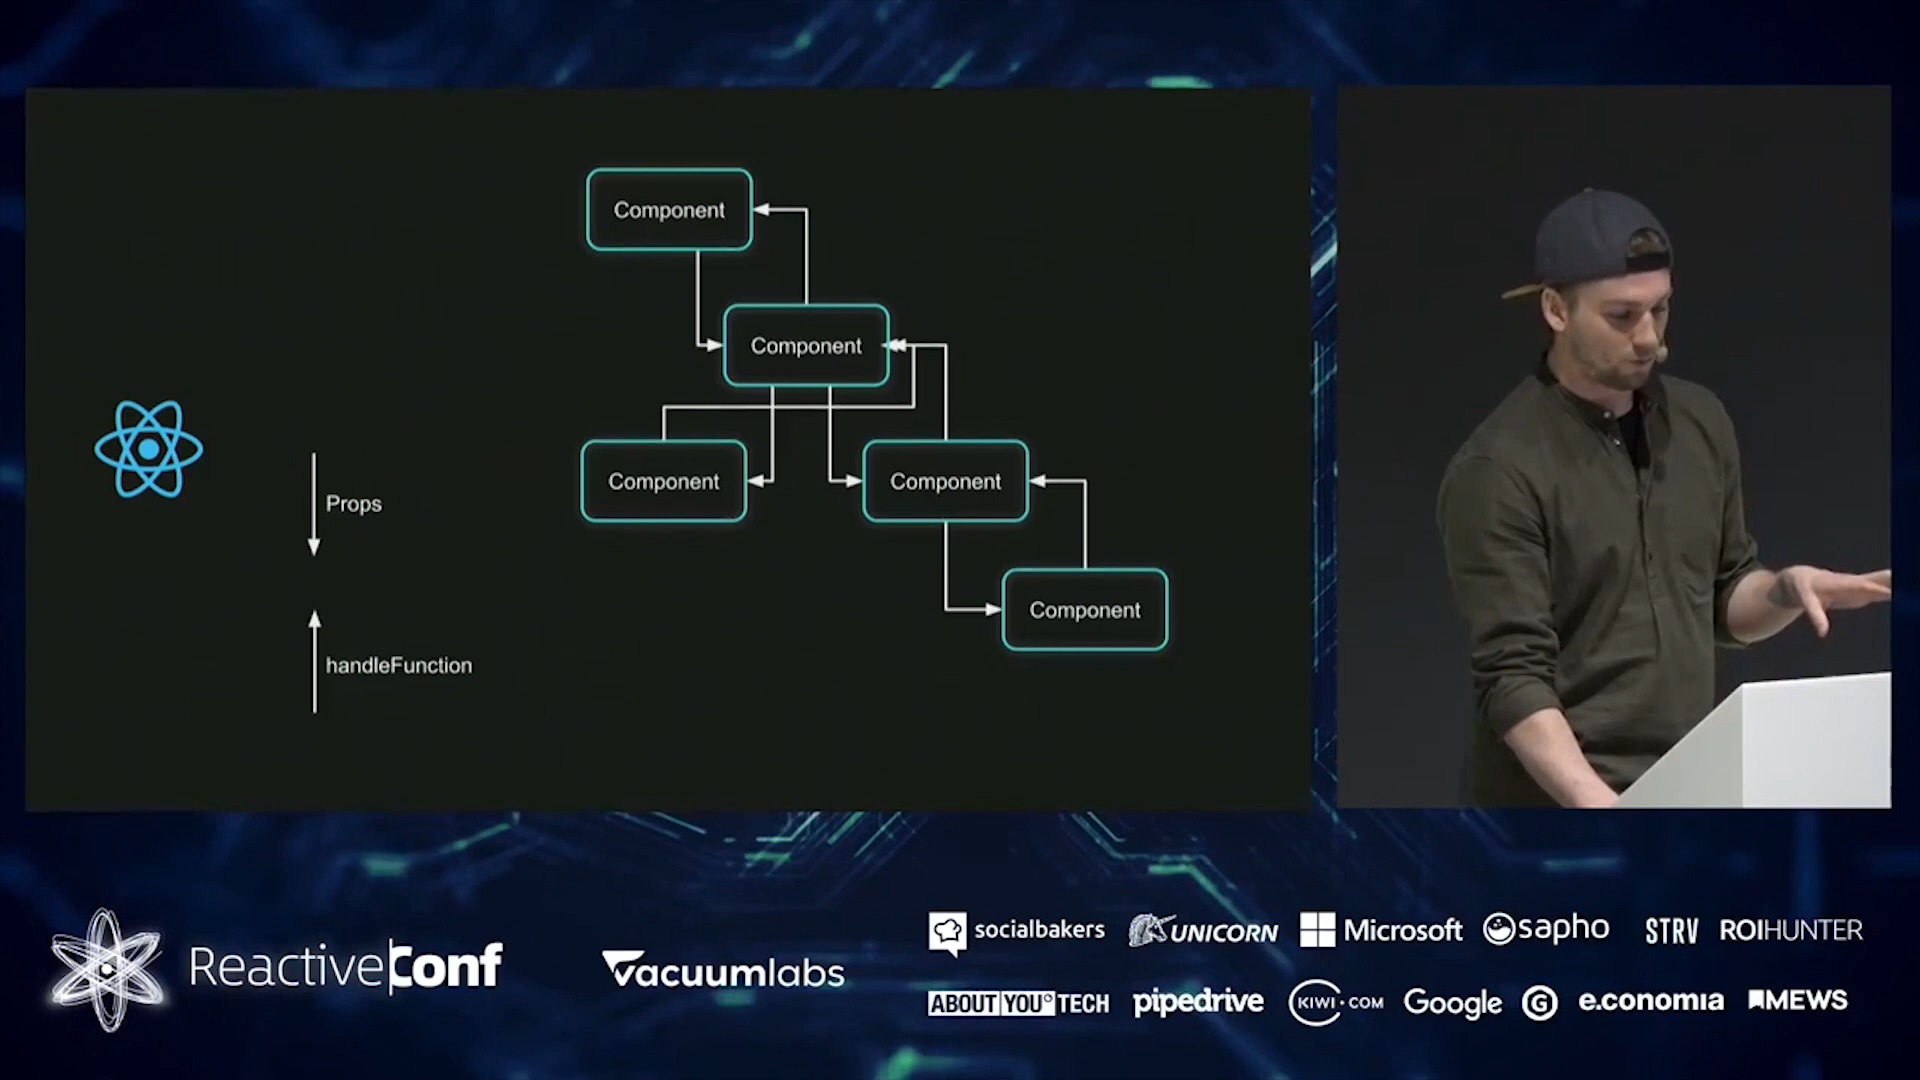 Component
Component
Component
Component
Component
Props
handleFunction
ReactiveConf
vacuumlabs
socialbakers
UNICORN
Microsoft
sapho
STRV
ROIHUNTER
ABOUT YOU° TECH
pipedrive
KIWI.COM
Google
G
e.conomia
MEWS